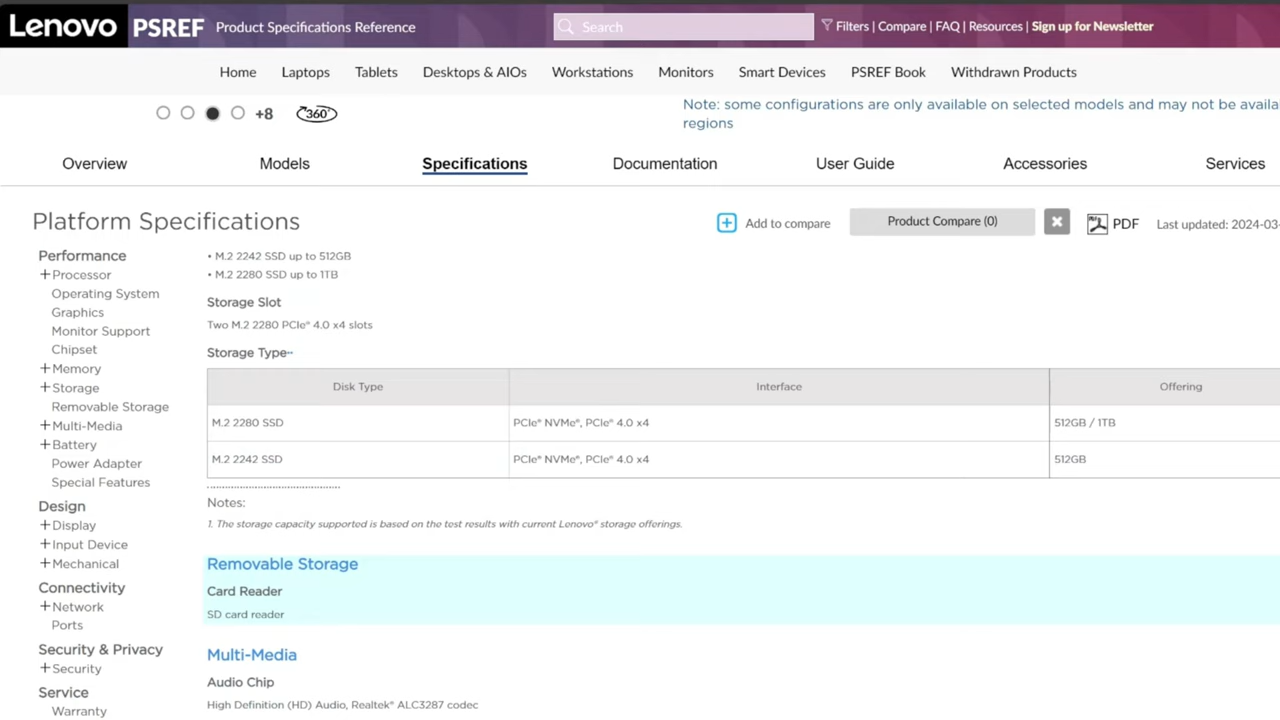 Lenovo PSREF Product Specifications Reference Search Filters | Compare | FAQ | Resources | Sign up for Newsletter
Home Laptops Tablets Desktops & AIOs Workstations Monitors Smart Devices PSREF Book Withdrawn Products
+8 360°
Note: some configurations are only available on selected models and may not be availa
regions
Overview Models Specifications Documentation User Guide Accessories Services
Platform Specifications
Add to compare Product Compare (0) PDF Last updated: 2024-03-
Performance
+Processor
Operating System
Graphics
Monitor Support
Chipset
+Memory
+Storage
Removable Storage
+Multi-Media
+Battery
Power Adapter
Special Features
Design
+Display
+Input Device
+Mechanical
Connectivity
+Network
Ports
Security & Privacy
+Security
Service
Warranty
• M.2 2242 SSD up to 512GB
• M.2 2280 SSD up to 1TB
Storage Slot
Two M.2 2280 PCIe® 4.0 x4 slots
Storage Type
Disk Type Interface Offering
M.2 2280 SSD PCIe® NVMe®, PCIe® 4.0 x4 512GB / 1TB
M.2 2242 SSD PCIe® NVMe®, PCIe® 4.0 x4 512GB
Notes:
1. The storage capacity supported is based on the test results with current Lenovo® storage offerings.
Removable Storage
Card Reader
SD card reader
Multi-Media
Audio Chip
High Definition (HD) Audio, Realtek® ALC3287 codec